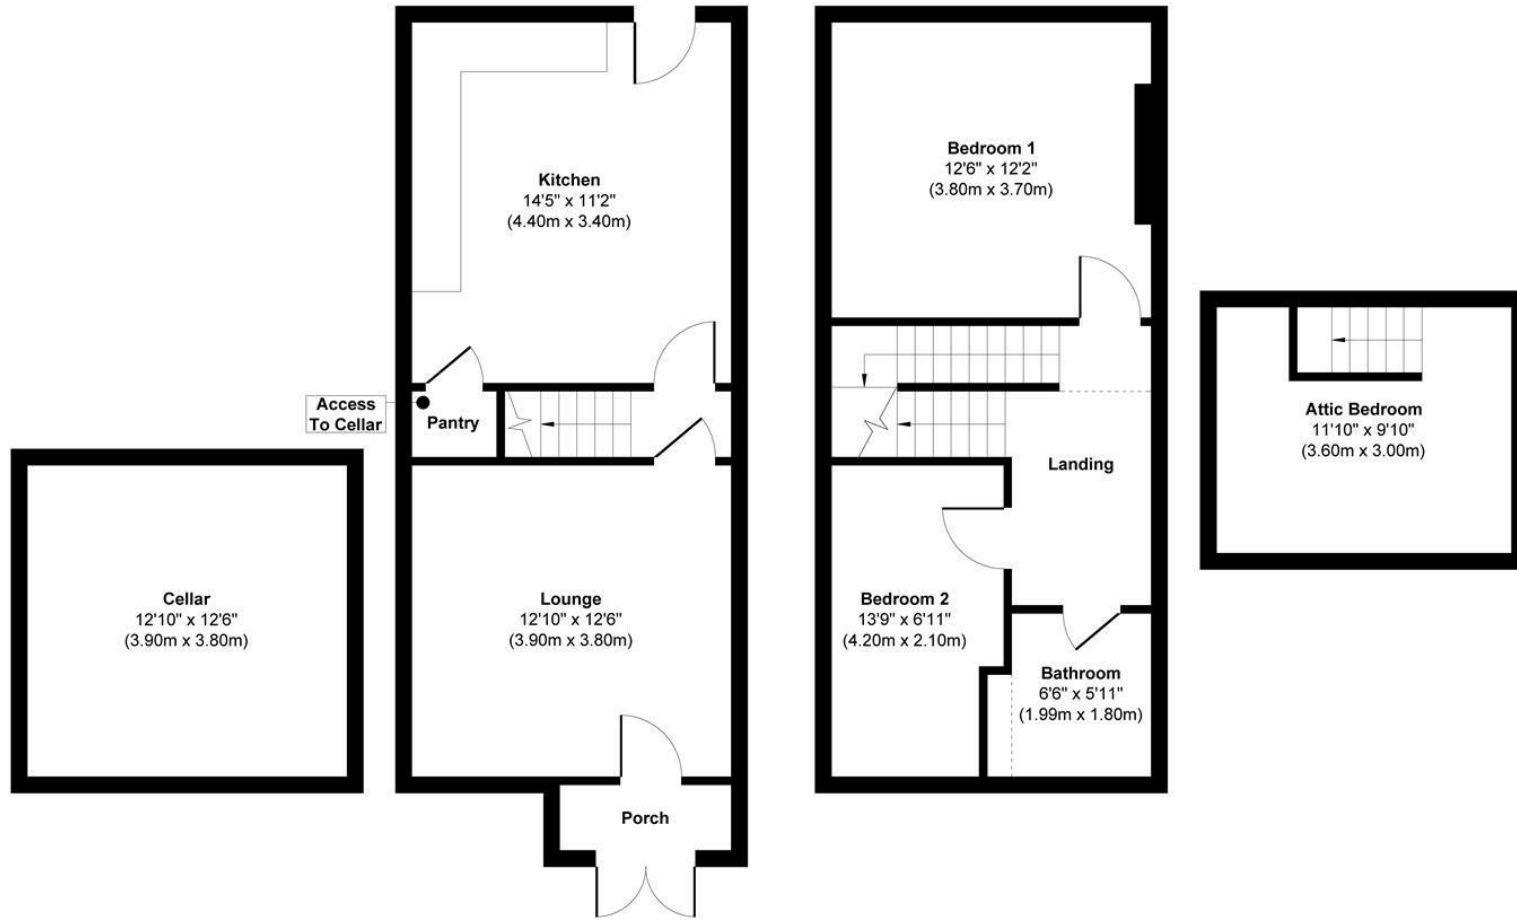 Kitchen
14'5" x 11'2"
(4.40m x 3.40m)
Access
To Cellar
Pantry
Cellar
12'10" x 12'6"
(3.90m x 3.80m)
Lounge
12'10" x 12'6"
(3.90m x 3.80m)
Porch
Bedroom 1
12'6" x 12'2"
(3.80m x 3.70m)
Landing
Bedroom 2
13'9" x 6'11"
(4.20m x 2.10m)
Bathroom
6'6" x 5'11"
(1.99m x 1.80m)
Attic Bedroom
11'10" x 9'10"
(3.60m x 3.00m)